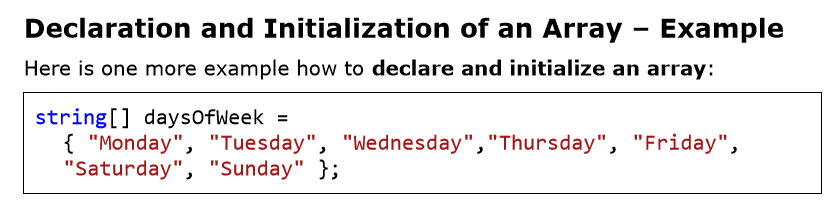 Declaration and Initialization of an Array – Example
Here is one more example how to declare and initialize an array:
string[] daysOfWeek =
{ "Monday", "Tuesday", "Wednesday","Thursday", "Friday",
"Saturday", "Sunday" };